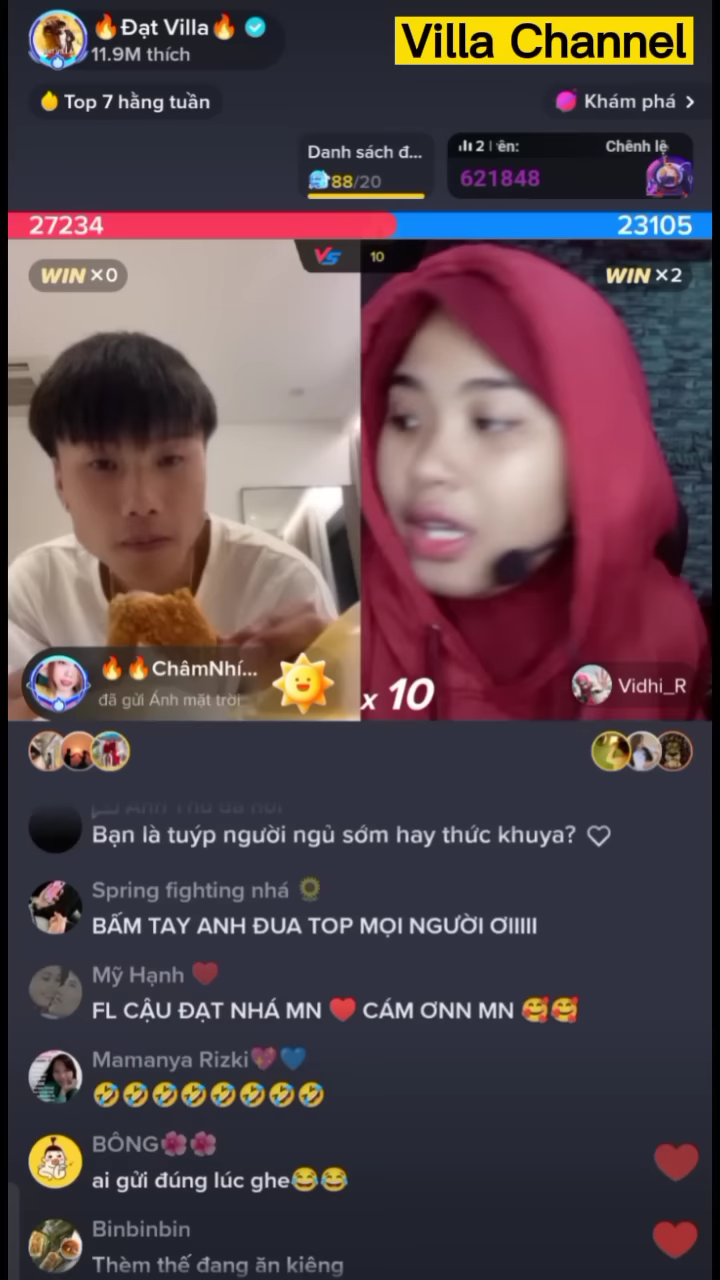 🔥Đạt Villa🔥
11.9M thích
Villa Channel
Top 7 hằng tuần
Khám phá >
Danh sách đ...
88/20
2
ên:
Chênh lệ
621848
27234
23105
VS
10
WIN ×0
WIN ×2
🔥🔥ChâmNhí...
đã gửi Ánh mặt trời
x 10
Vidhi_R
Bạn là tuýp người ngủ sớm hay thức khuya? ♡
Spring fighting nhá 🌻
BẤM TAY ANH ĐUA TOP MỌI NGƯỜI ƠIIIII
Mỹ Hạnh ❤️
FL CẬU ĐẠT NHÁ MN ❤️ CÁM ƠNN MN 🥰🥰
Mamanya Rizki💖💙
🤣🤣🤣🤣🤣🤣🤣🤣
BÔNG🌺🌺
ai gửi đúng lúc ghe😂😂
Binbinbin
Thèm thế đang ăn kiêng